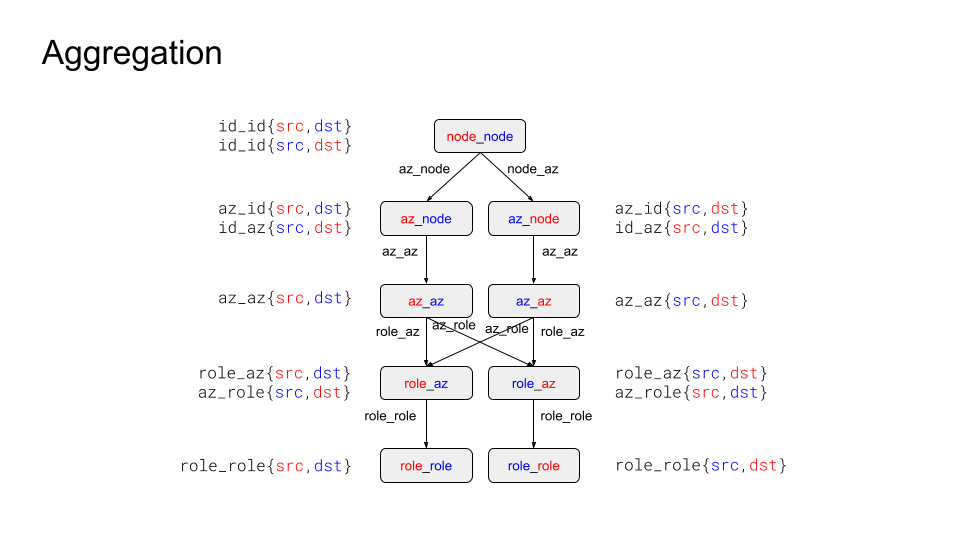 Aggregation
id_id{src,dst}
id_id{src,dst}
node_node
az_node
node_az
az_id{src,dst}
id_az{src,dst}
az_node
az_node
az_id{src,dst}
id_az{src,dst}
az_az
az_az
az_az{src,dst}
az_az
az_az
az_az{src,dst}
role_az
az_role
az_role
role_az
role_az{src,dst}
az_role{src,dst}
role_az
role_az
role_az{src,dst}
az_role{src,dst}
role_role
role_role
role_role{src,dst}
role_role
role_role
role_role{src,dst}